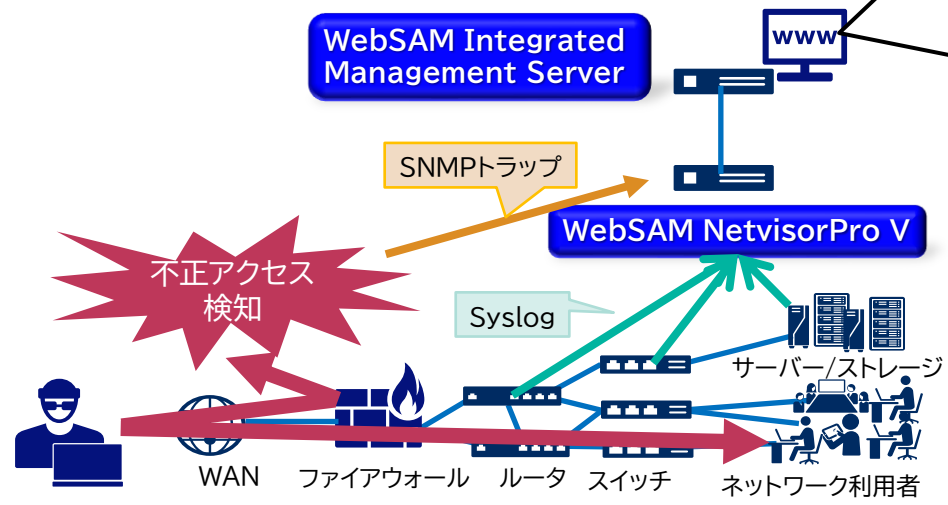 WebSAM Integrated
Management Server
www
SNMPトラップ
WebSAM NetvisorPro V
不正アクセス
検知
Syslog
サーバー/ストレージ
WAN
ファイアウォール
ルータ
スイッチ
ネットワーク利用者